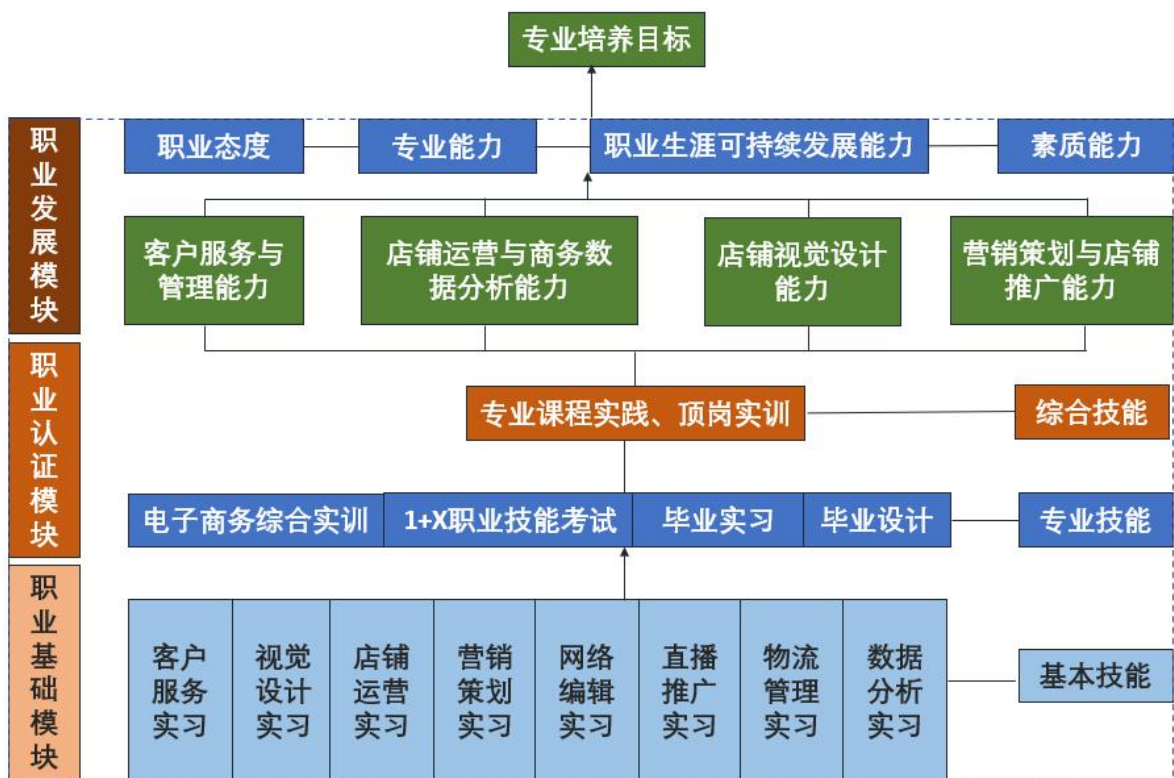 专业培养目标
职业发展模块
职业态度
专业能力
职业生涯可持续发展能力
素质能力
客户服务与
管理能力
店铺运营与商务数
据分析能力
店铺视觉设计
能力
营销策划与店铺
推广能力
职业认证模块
专业课程实践、顶岗实训
综合技能
电子商务综合实训
1+X职业技能考试
毕业实习
毕业设计
专业技能
职业基础模块
客户
服务
实习
视觉
设计
实习
店铺
运营
实习
营销
策划
实习
网络
编辑
实习
直播
推广
实习
物流
管理
实习
数据
分析
实习
基本技能